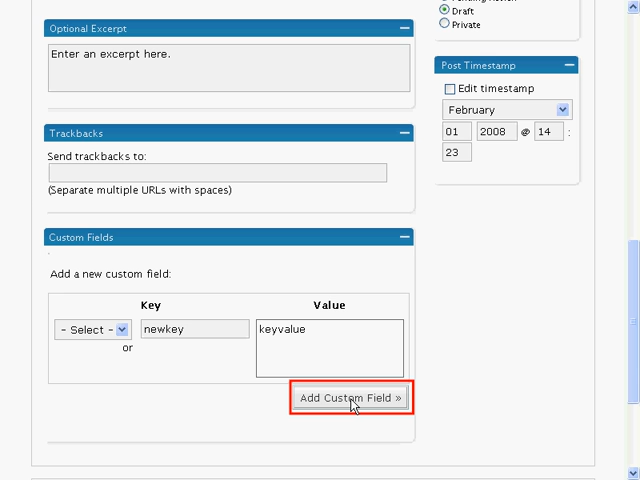 Draft
Private
Optional Excerpt
Enter an excerpt here.
Post Timestamp
Edit timestamp
February
01 2008 @ 14 :
23
Trackbacks
Send trackbacks to:
(Separate multiple URLs with spaces)
Custom Fields
Add a new custom field:
Key Value
- Select - newkey keyvalue
or
Add Custom Field »